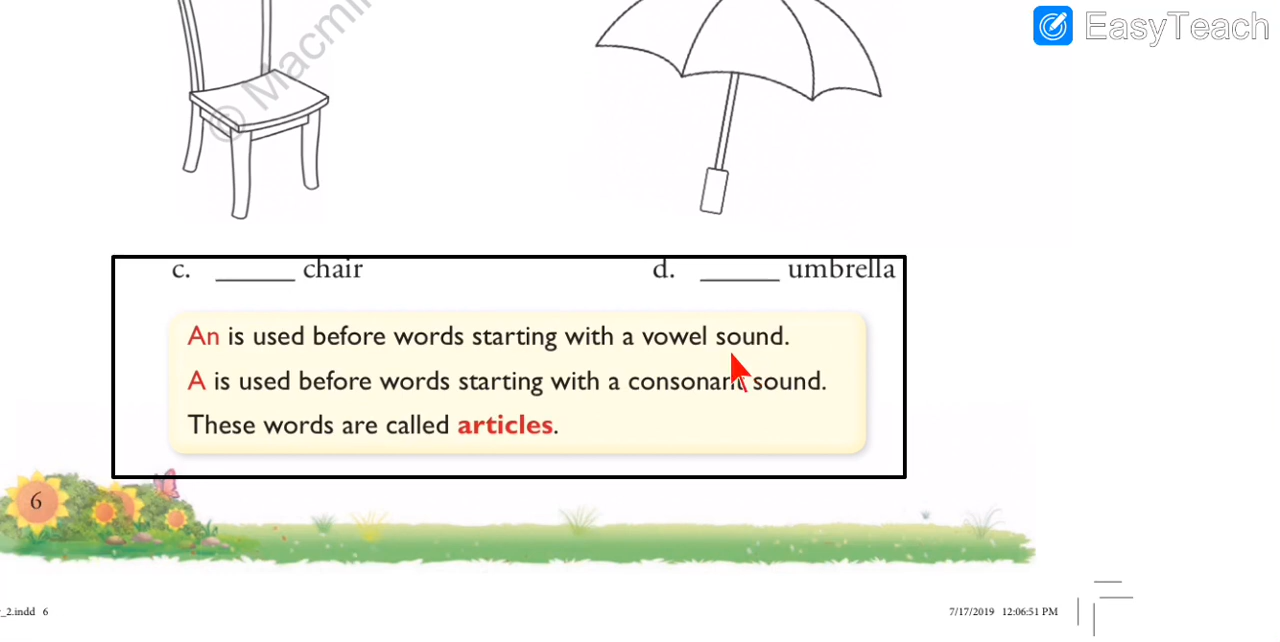 EasyTeach
© Macmi
c. ______ chair
d. ______ umbrella
An is used before words starting with a vowel sound.
A is used before words starting with a consonant sound.
These words are called articles.
6
_2.indd 6
7/17/2019 12:06:51 PM